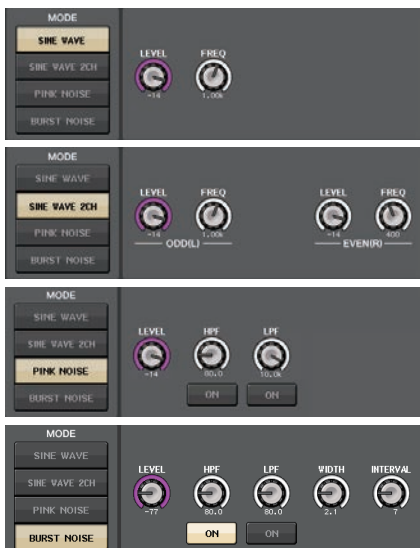 MODE
SINE WAVE
SINE WAVE 2CH
PINK NOISE
BURST NOISE
LEVEL FREQ
-14 1.00k
MODE
SINE WAVE
SINE WAVE 2CH
PINK NOISE
BURST NOISE
LEVEL FREQ LEVEL FREQ
-14 1.00k -14 400
ODD(L) EVEN(R)
MODE
SINE WAVE
SINE WAVE 2CH
PINK NOISE
BURST NOISE
LEVEL HPF LPF
-14 80.0 10.0k
ON ON
MODE
SINE WAVE
SINE WAVE 2CH
PINK NOISE
BURST NOISE
LEVEL HPF LPF WIDTH INTERVAL
-77 80.0 80.0 2.1 7
ON ON